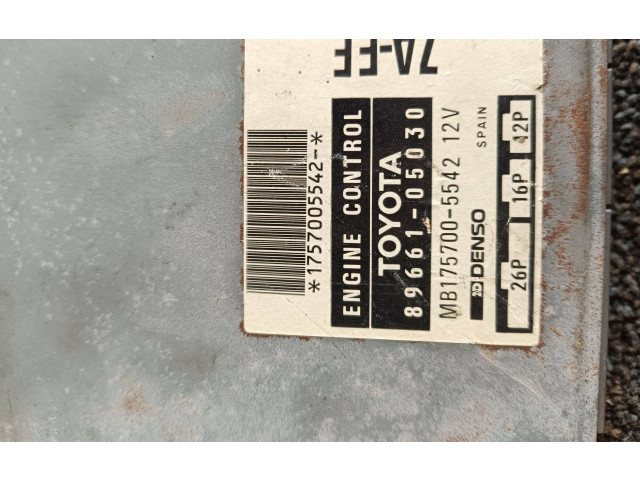 7A-FE
*1757005542-*
ENGINE CONTROL
TOYOTA
89661-05030
MB175700-5542 12V
DENSO SPAIN
26P 16P 12P